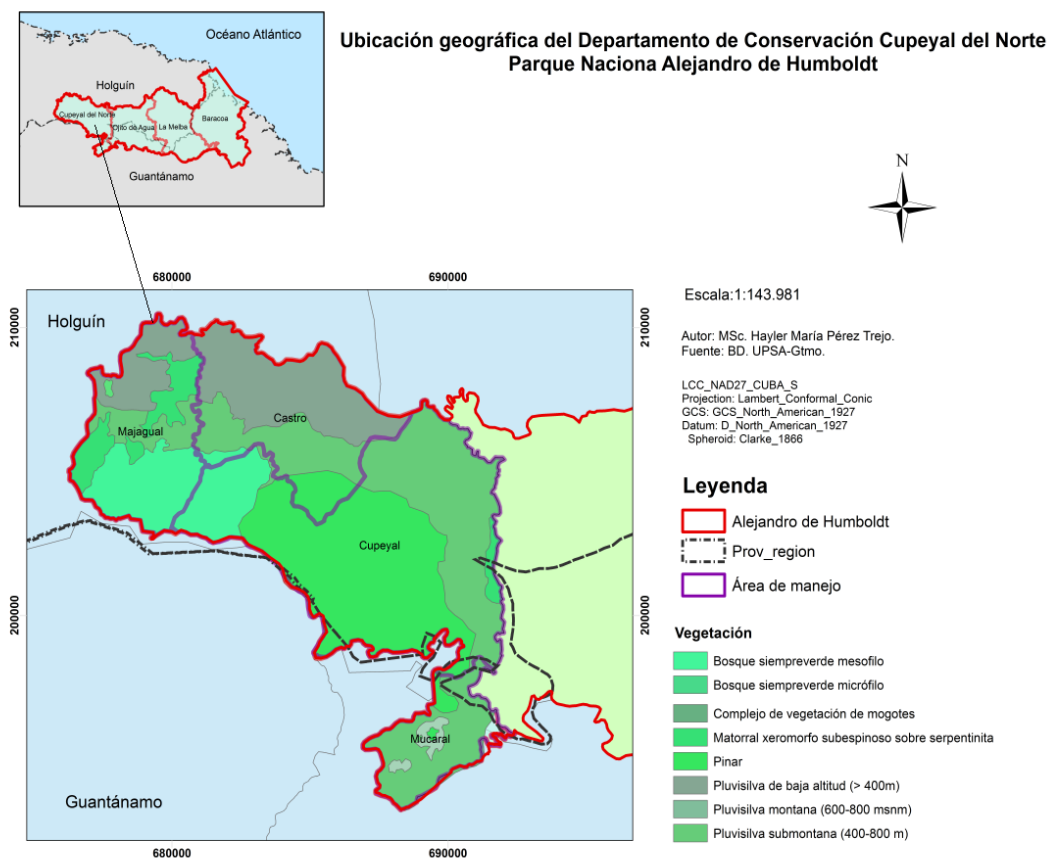 Ubicación geográfica del Departamento de Conservación Cupeyal del Norte
Parque Naciona Alejandro de Humboldt
Océano Atlántico
Holguín
Cupeyal del Norte
Ojito de Agua
La Melba
Baracoa
Guantánamo
N
680000
690000
Holguín
210000
210000
Castro
Majagual
Cupeyal
200000
200000
Mucaral
Guantánamo
680000
690000
Escala:1:143.981
Autor: MSc. Hayler María Pérez Trejo.
Fuente: BD. UPSA-Gtmo.
LCC_NAD27_CUBA_S
Projection: Lambert_Conformal_Conic
GCS: GCS_North_American_1927
Datum: D_North_American_1927
Spheroid: Clarke_1866
Leyenda
Alejandro de Humboldt
Prov_region
Área de manejo
Vegetación
Bosque siempreverde mesofilo
Bosque siempreverde micrófilo
Complejo de vegetación de mogotes
Matorral xeromorfo subespinoso sobre serpentinita
Pinar
Pluvisilva de baja altitud (> 400m)
Pluvisilva montana (600-800 msnm)
Pluvisilva submontana (400-800 m)